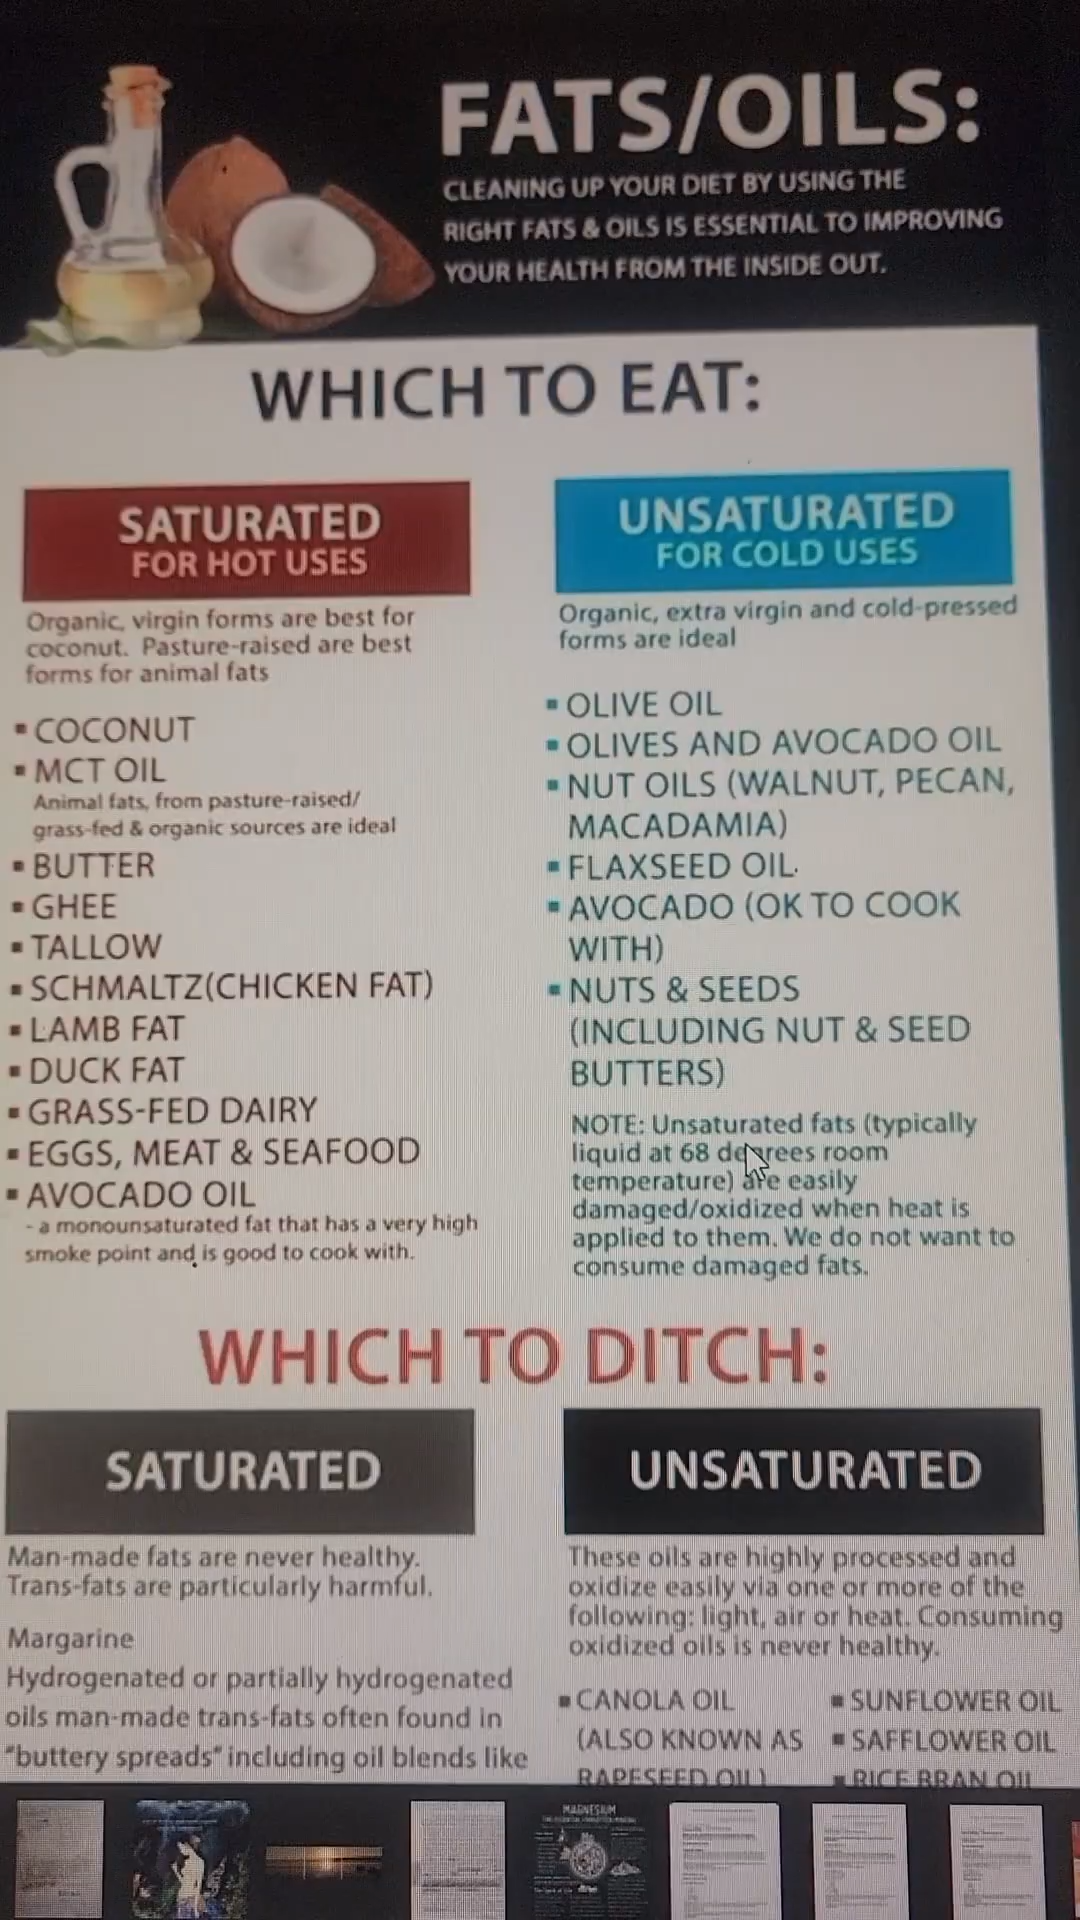 FATS/OILS:
CLEANING UP YOUR DIET BY USING THE
RIGHT FATS & OILS IS ESSENTIAL TO IMPROVING
YOUR HEALTH FROM THE INSIDE OUT.
WHICH TO EAT:
SATURATED
FOR HOT USES
Organic, virgin forms are best for
coconut. Pasture-raised are best
forms for animal fats
▪ COCONUT
▪ MCT OIL
Animal fats, from pasture-raised/
grass-fed & organic sources are ideal
▪ BUTTER
▪ GHEE
▪ TALLOW
▪ SCHMALTZ(CHICKEN FAT)
▪ LAMB FAT
▪ DUCK FAT
▪ GRASS-FED DAIRY
▪ EGGS, MEAT & SEAFOOD
▪ AVOCADO OIL
- a monounsaturated fat that has a very high
smoke point and is good to cook with.
UNSATURATED
FOR COLD USES
Organic, extra virgin and cold-pressed
forms are ideal
▪ OLIVE OIL
▪ OLIVES AND AVOCADO OIL
▪ NUT OILS (WALNUT, PECAN,
MACADAMIA)
▪ FLAXSEED OIL
▪ AVOCADO (OK TO COOK
WITH)
▪ NUTS & SEEDS
(INCLUDING NUT & SEED
BUTTERS)
NOTE: Unsaturated fats (typically
liquid at 68 degrees room
temperature) are easily
damaged/oxidized when heat is
applied to them. We do not want to
consume damaged fats.
WHICH TO DITCH:
SATURATED
Man-made fats are never healthy.
Trans-fats are particularly harmful.
Margarine
Hydrogenated or partially hydrogenated
oils man-made trans-fats often found in
"buttery spreads" including oil blends like
UNSATURATED
These oils are highly processed and
oxidize easily via one or more of the
following: light, air or heat. Consuming
oxidized oils is never healthy.
▪ CANOLA OIL
(ALSO KNOWN AS
RAPESEED OIL)
▪ SUNFLOWER OIL
▪ SAFFLOWER OIL
▪ RICE BRAN OIL
MAGNESIUM